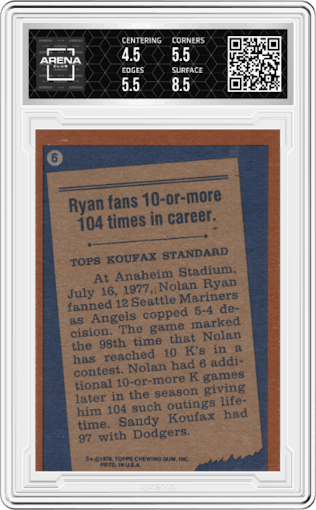 CENTERING CORNERS
4.5 5.5
EDGES SURFACE
5.5 8.5
ARENA
CLUB
6
Ryan fans 10-or-more
104 times in career.
TOPPS KOUFAX STANDARD
At Anaheim Stadium,
July 16, 1977, Nolan Ryan
fanned 12 Seattle Mariners
as Angels copped 5-4 de-
cision. The game marked
the 98th time that Nolan
has reached 10 K's in a
contest. Nolan had 6 addi-
tional 10-or-more K games
later in the season giving
him 104 such outings life-
time. Sandy Koufax had
97 with Dodgers.
D★©1978, TOPPS CHEWING GUM, INC.
PRTD. IN U.S.A.
ARENA